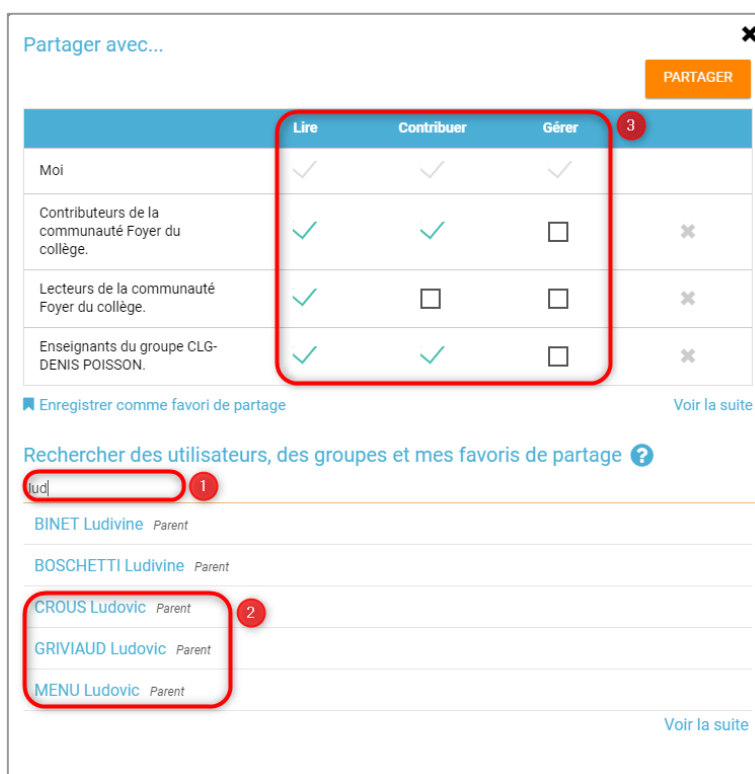 Partager avec...
PARTAGER
Lire Contribuer Gérer 3
Moi
Contributeurs de la
communauté Foyer du
collège.
Lecteurs de la communauté
Foyer du collège.
Enseignants du groupe CLG-
DENIS POISSON.
Enregistrer comme favori de partage Voir la suite
Rechercher des utilisateurs, des groupes et mes favoris de partage ?
lud 1
BINET Ludivine Parent
BOSCHETTI Ludivine Parent
CROUS Ludovic Parent 2
GRIVIAUD Ludovic Parent
MENU Ludovic Parent
Voir la suite